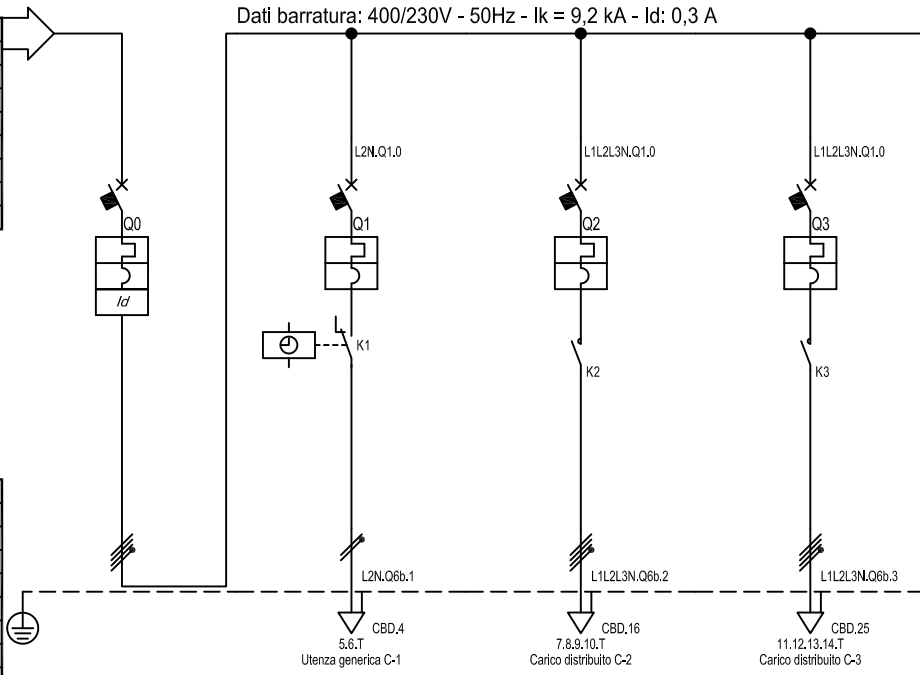 Dati barratura: 400/230V - 50Hz - Ik = 9,2 kA - Id: 0,3 A
L2N.Q1.0
L1L2L3N.Q1.0
L1L2L3N.Q1.0
Q0
Q1
Q2
Q3
Id
K1
K2
K3
L2N.Q6b.1
L1L2L3N.Q6b.2
L1L2L3N.Q6b.3
CBD.4
CBD.16
CBD.25
5.6.T
7.8.9.10.T
11.12.13.14.T
Utenza generica C-1
Carico distribuito C-2
Carico distribuito C-3